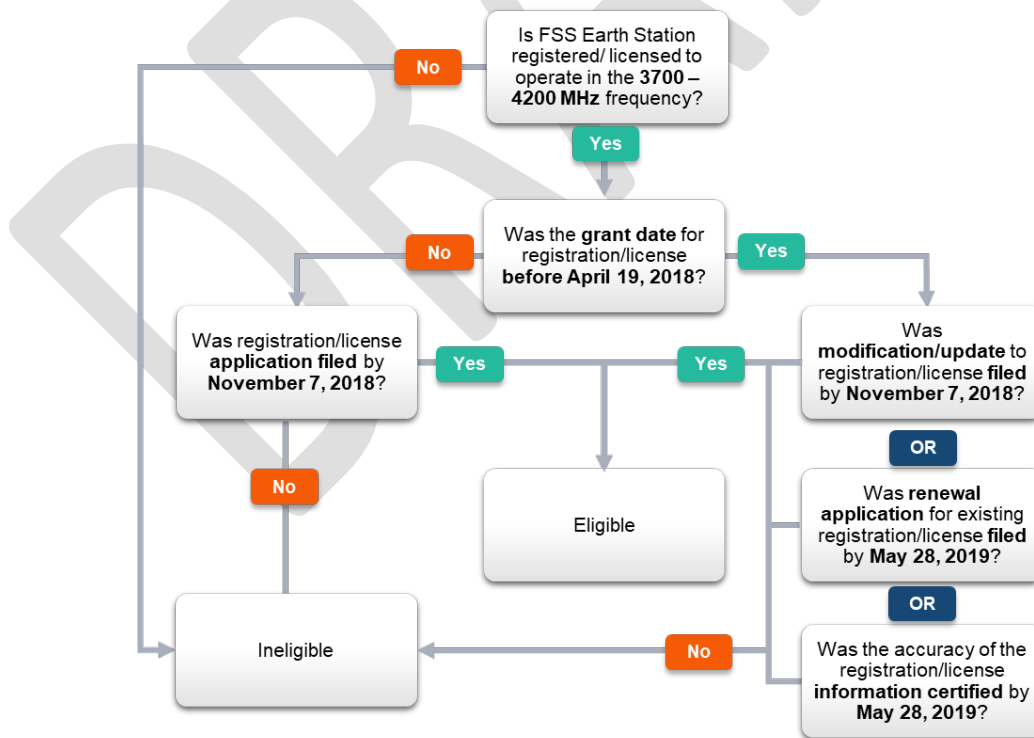 Is FSS Earth Station
registered/ licensed to
operate in the 3700 –
4200 MHz frequency?
No
Yes
Was the grant date for
registration/license
before April 19, 2018?
No
Yes
Was registration/license
application filed by
November 7, 2018?
Yes
Yes
Was
modification/update to
registration/license filed
by November 7, 2018?
OR
No
Eligible
Was renewal
application for existing
registration/license filed
by May 28, 2019?
OR
Ineligible
No
Was the accuracy of the
registration/license
information certified by
May 28, 2019?